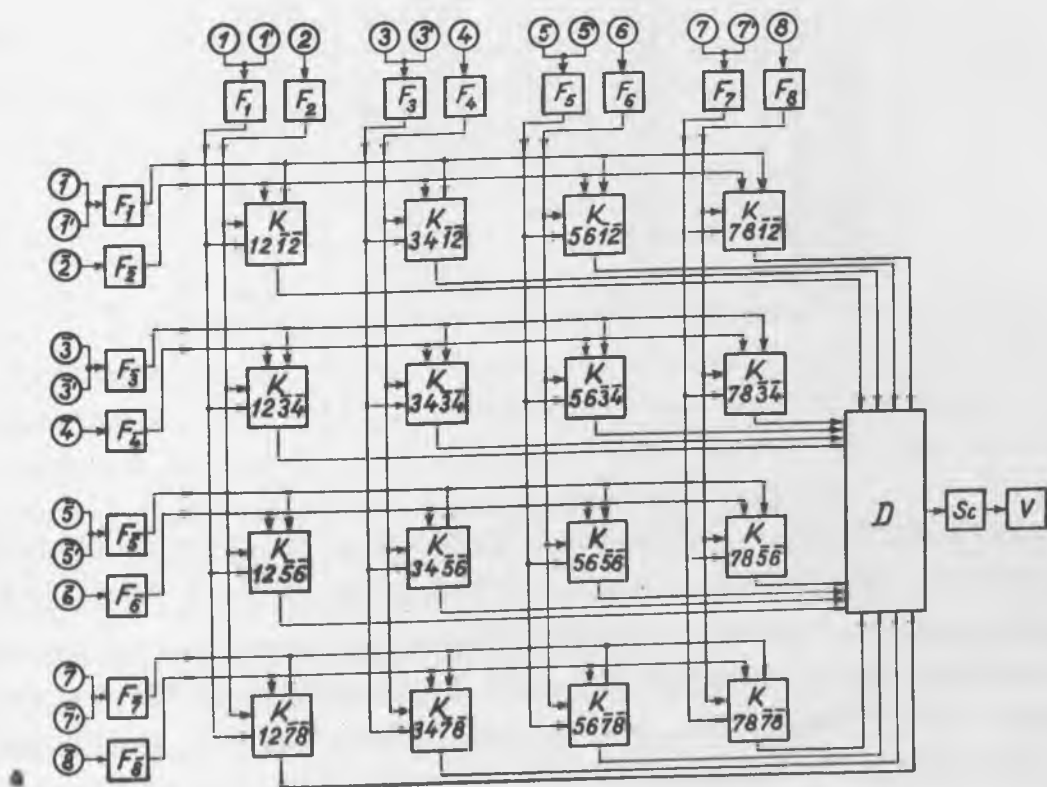 1 1' 2 3 3' 4 5 5' 6 7 7' 8
F₁ F₂ F₃ F₄ F₅ F₆ F₇ F₈
1̄
1̄'
F1̄
2̄
F2̄
K
12 1̄2̄
K
34 1̄2̄
K
56 1̄2̄
K
78 1̄2̄
3̄
3̄'
F3̄
4̄
F4̄
K
12 3̄4̄
K
34 3̄4̄
K
56 3̄4̄
K
78 3̄4̄
D Sc V
5̄
5̄'
F5̄
6̄
F6̄
K
12 5̄6̄
K
34 5̄6̄
K
56 5̄6̄
K
78 5̄6̄
7̄
7̄'
F7̄
8̄
F8̄
K
12 7̄8̄
K
34 7̄8̄
K
56 7̄8̄
K
78 7̄8̄